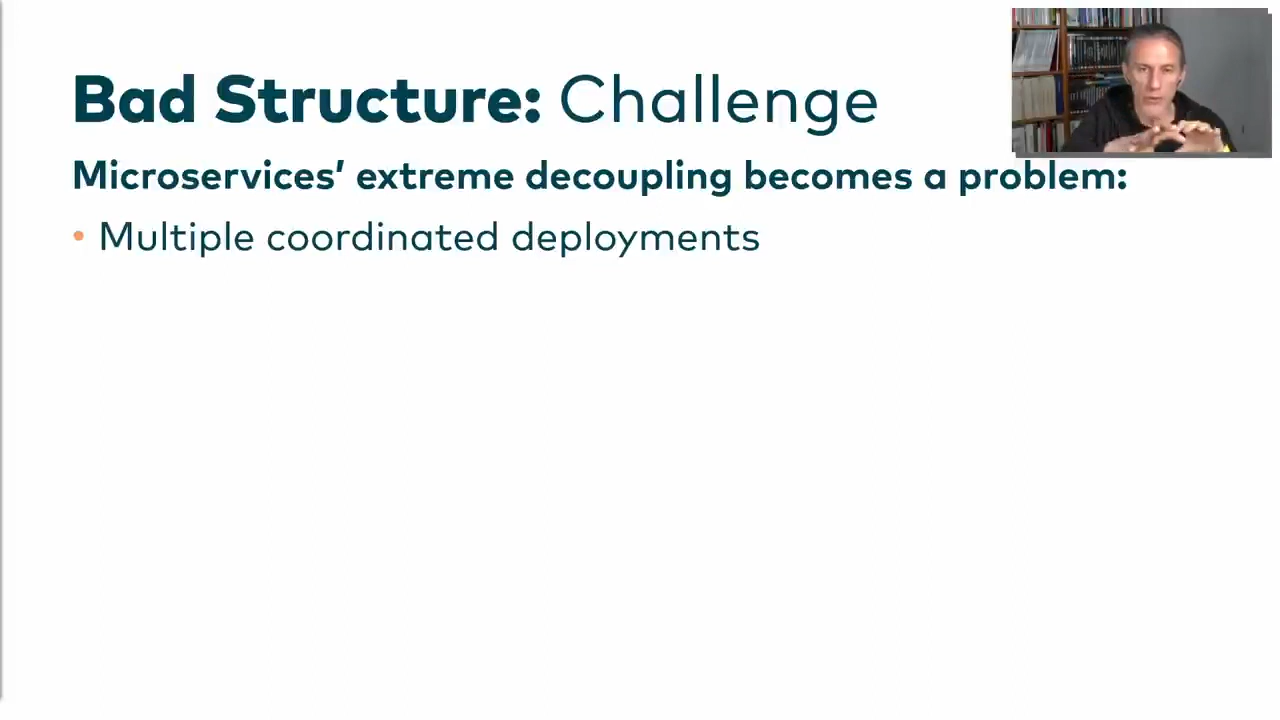 Bad Structure: Challenge
Microservices’ extreme decoupling becomes a problem:
• Multiple coordinated deployments